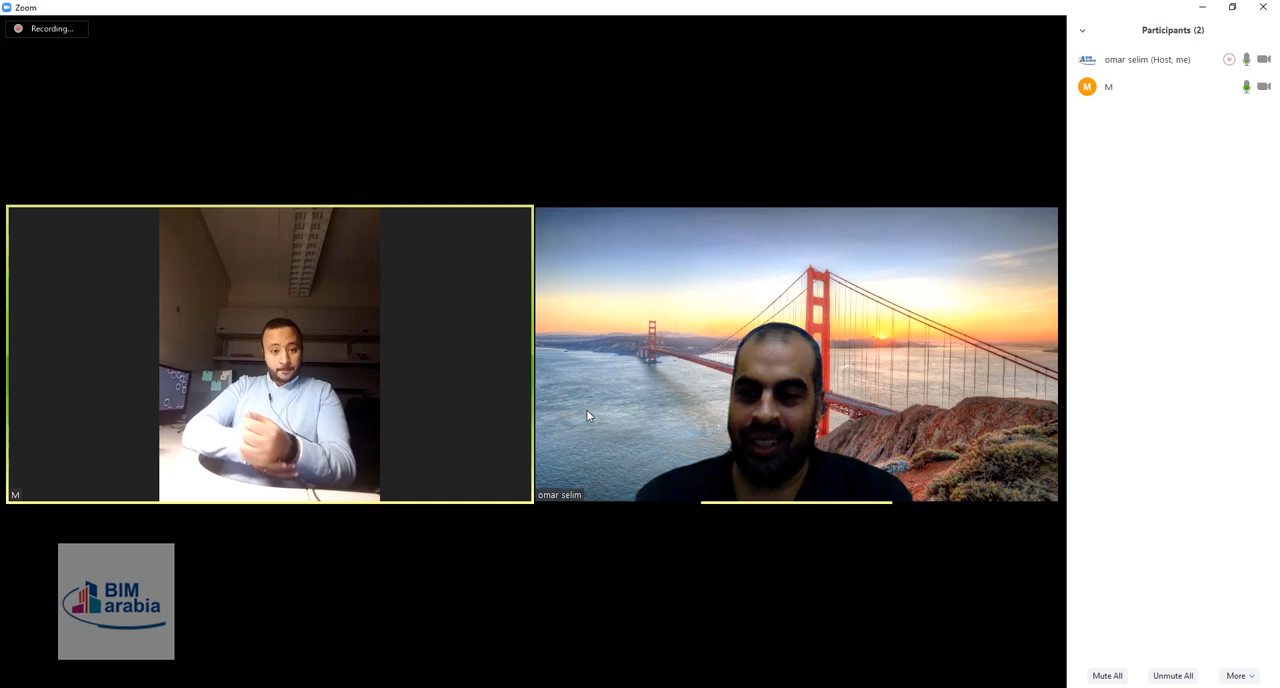 Zoom
Recording...
Participants (2)
omar selim (Host, me)
M
M
M
omar selim
BIM
arabia
Mute All
Unmute All
More